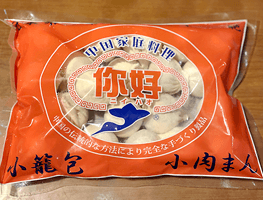 中国家庭料理
你好
ニイハオ
®
中国の伝統的な方法により完全な手づくり製品
小籠包
小肉まん